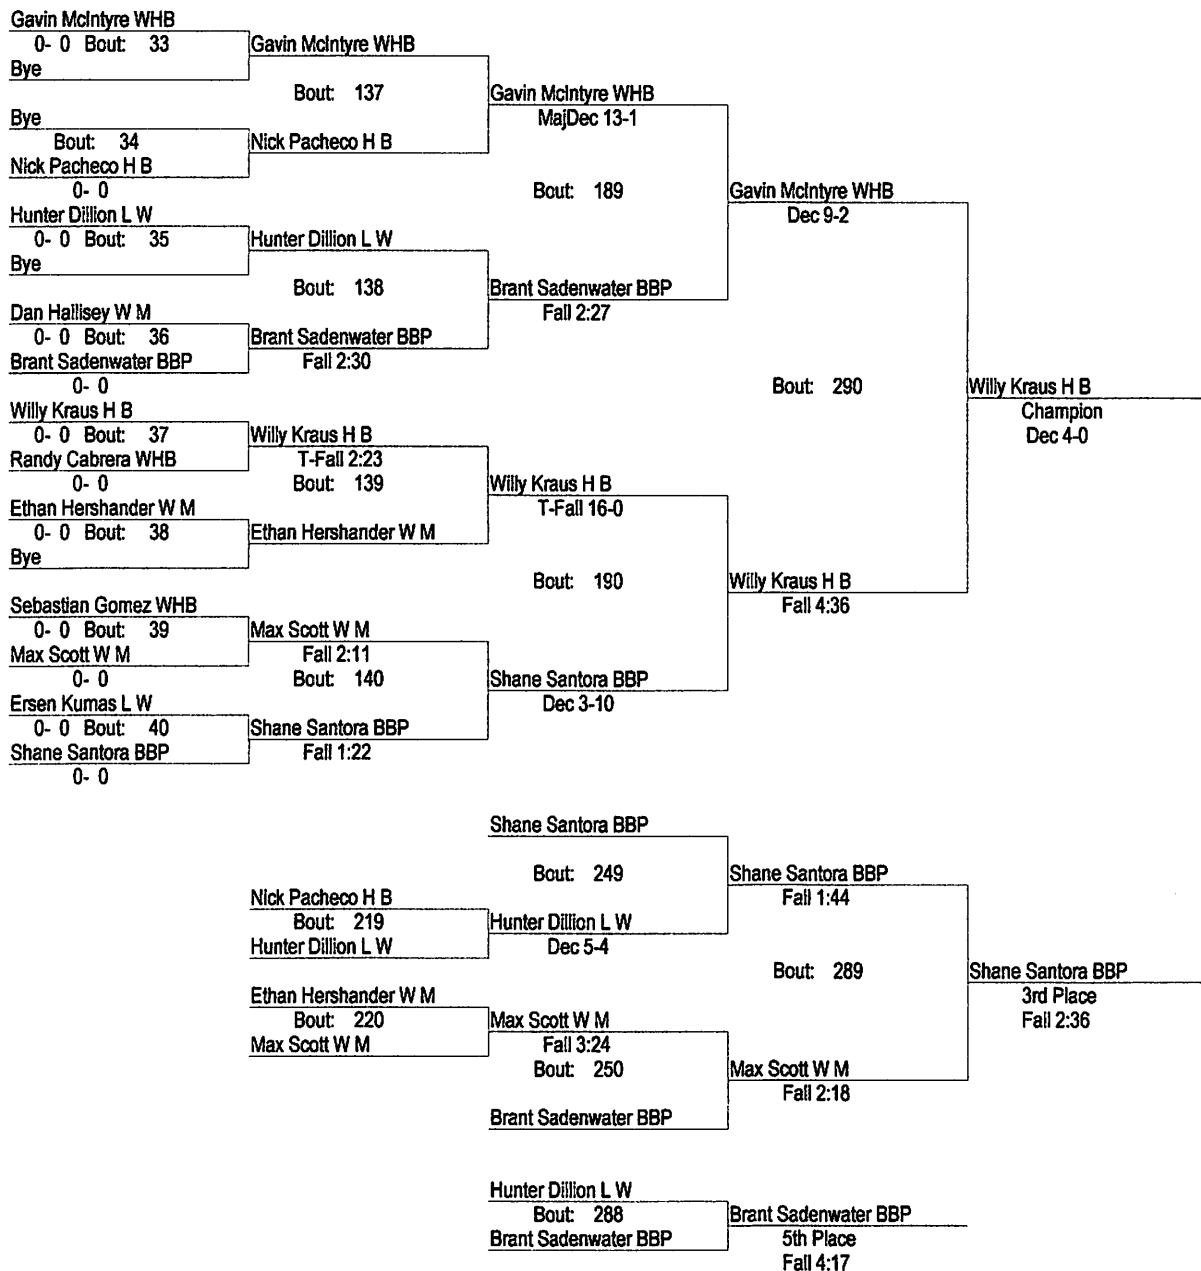 Gavin McIntyre WHB
0- 0 Bout: 33
Bye
Bye
Bout: 34
Nick Pacheco H B
0- 0
Hunter Dillion L W
0- 0 Bout: 35
Bye
Dan Hallisey W M
0- 0 Bout: 36
Brant Sadenwater BBP
0- 0
Willy Kraus H B
0- 0 Bout: 37
Randy Cabrera WHB
0- 0
Ethan Hershander W M
0- 0 Bout: 38
Bye
Sebastian Gomez WHB
0- 0 Bout: 39
Max Scott W M
0- 0
Ersen Kumas L W
0- 0 Bout: 40
Shane Santora BBP
0- 0
Gavin McIntyre WHB
Bout: 137
Nick Pacheco H B
Hunter Dillion L W
Bout: 138
Brant Sadenwater BBP
Fall 2:30
Willy Kraus H B
T-Fall 2:23
Bout: 139
Ethan Hershander W M
Max Scott W M
Fall 2:11
Bout: 140
Shane Santora BBP
Fall 1:22
Gavin McIntyre WHB
MajDec 13-1
Bout: 189
Brant Sadenwater BBP
Fall 2:27
Willy Kraus H B
T-Fall 16-0
Bout: 190
Shane Santora BBP
Dec 3-10
Gavin McIntyre WHB
Dec 9-2
Bout: 290
Willy Kraus H B
Fall 4:36
Willy Kraus H B
Champion
Dec 4-0
Nick Pacheco H B
Bout: 219
Hunter Dillion L W
Ethan Hershander W M
Bout: 220
Max Scott W M
Shane Santora BBP
Bout: 249
Hunter Dillion L W
Dec 5-4
Max Scott W M
Fall 3:24
Bout: 250
Brant Sadenwater BBP
Shane Santora BBP
Fall 1:44
Bout: 289
Max Scott W M
Fall 2:18
Shane Santora BBP
3rd Place
Fall 2:36
Hunter Dillion L W
Bout: 288
Brant Sadenwater BBP
Brant Sadenwater BBP
5th Place
Fall 4:17